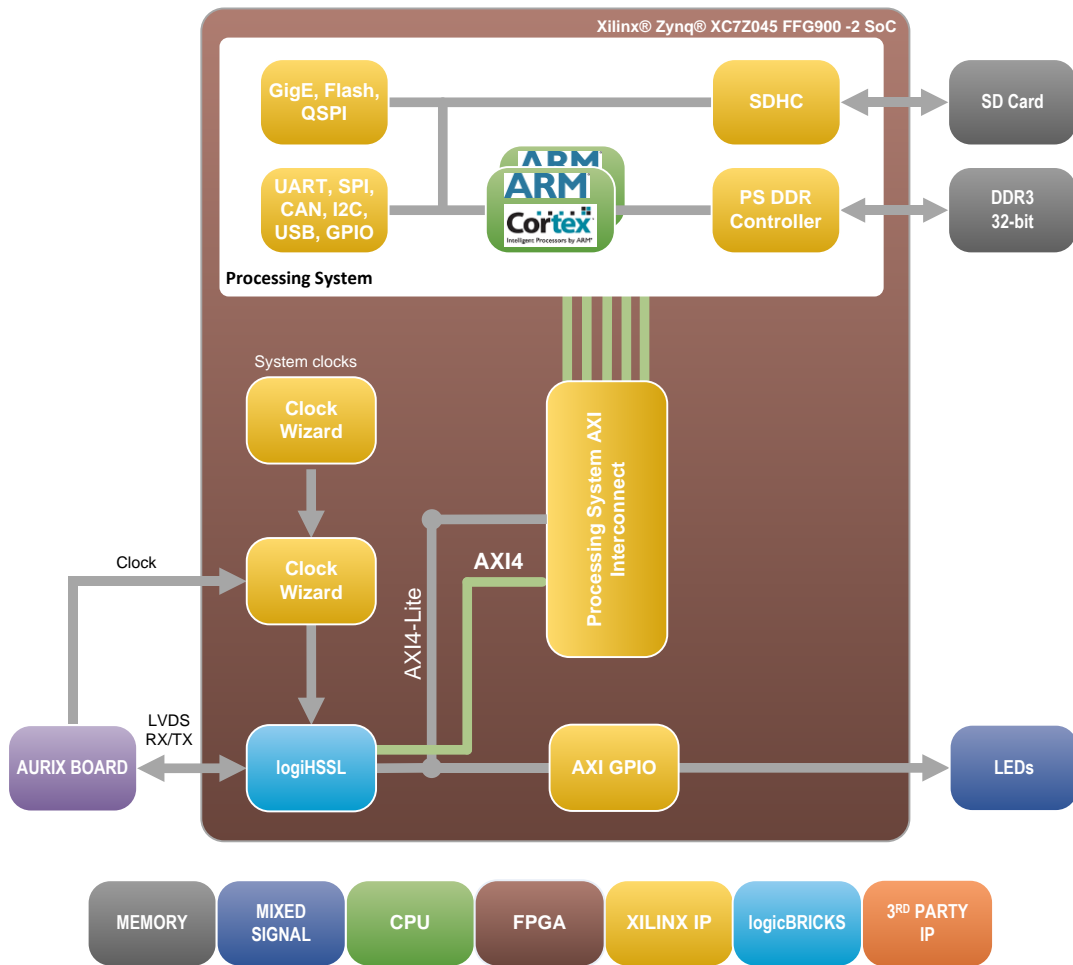 Xilinx® Zynq® XC7Z045 FFG900 -2 SoC
GigE, Flash,
QSPI
SDHC
SD Card
ARM
ARM
Cortex
Intelligent Processors by ARM®
UART, SPI,
CAN, I2C,
USB, GPIO
PS DDR
Controller
DDR3
32-bit
Processing System
System clocks
Clock
Wizard
Processing System AXI
Interconnect
Clock
Clock
Wizard
AXI4
AXI4-Lite
LVDS
RX/TX
AURIX BOARD
logiHSSL
AXI GPIO
LEDs
MEMORY
MIXED
SIGNAL
CPU
FPGA
XILINX IP
logicBRICKS
3RD PARTY
IP